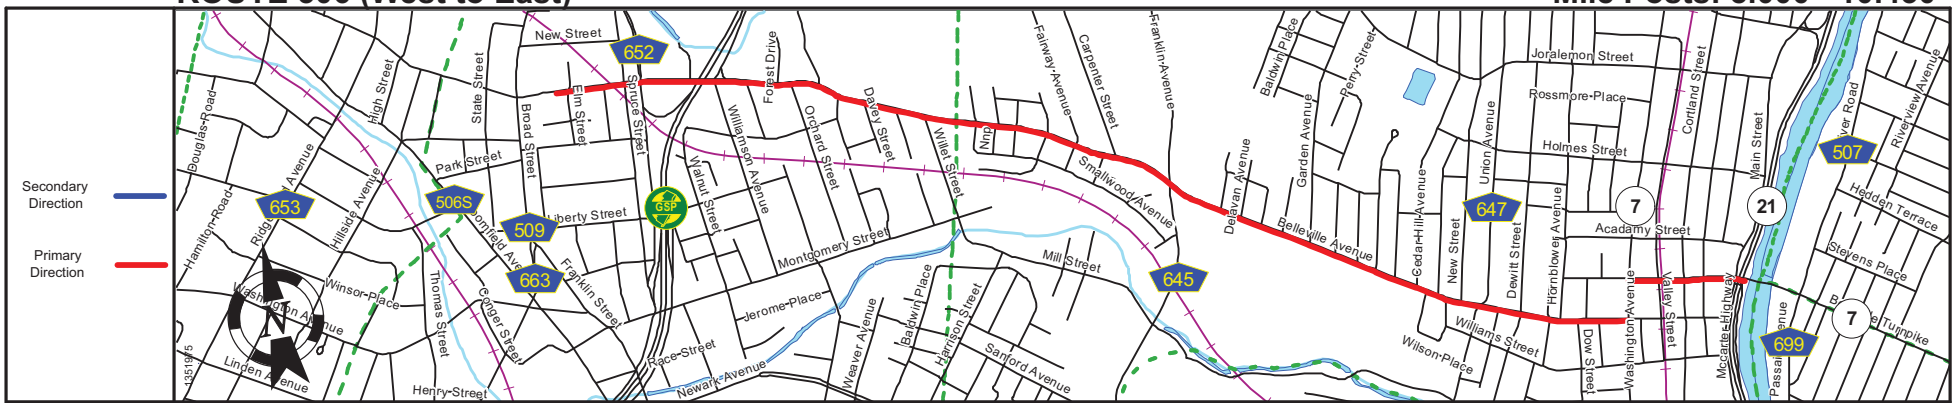 Secondary
Direction
Primary
Direction
New Street
652
Forest Drive
Fairway Avenue
Carpenter Street
Franklin Avenue
Baldwin Place
Perry Street
Joralemon Street
Cortland Street
Riverview Avenue
High Street
State Street
Broad Street
Elm Street
Spruce Street
Williamson Avenue
Orchard Street
Davey Street
Willet Street
Rossmore Place
Main Street
Douglas Road
Park Street
Walnut Street
Smallwood Avenue
Delavan Avenue
Garden Avenue
Union Avenue
Holmes Street
507
653
506S
509
663
GSP
Liberty Street
Montgomery Street
Belleville Avenue
647
7
21
Hedden Terrace
Hamilton Road
Hillside Avenue
Franklin Street
Mill Street
645
Cedar Hill Avenue
New Street
Dewitt Street
Hornblower Avenue
Acadamy Street
Stevens Place
Washington Avenue
Winsor Place
Thomas Street
Conger Street
Jerome Place
Weaver Avenue
Baldwin Place
Harrison Street
Sanford Avenue
Race Street
Newark Avenue
Wilson Place
Williams Street
Dow Street
Washington Avenue
Valley Street
Mccarter Highway
7
699
Turnpike
Linden Avenue
Henry Street
1351975